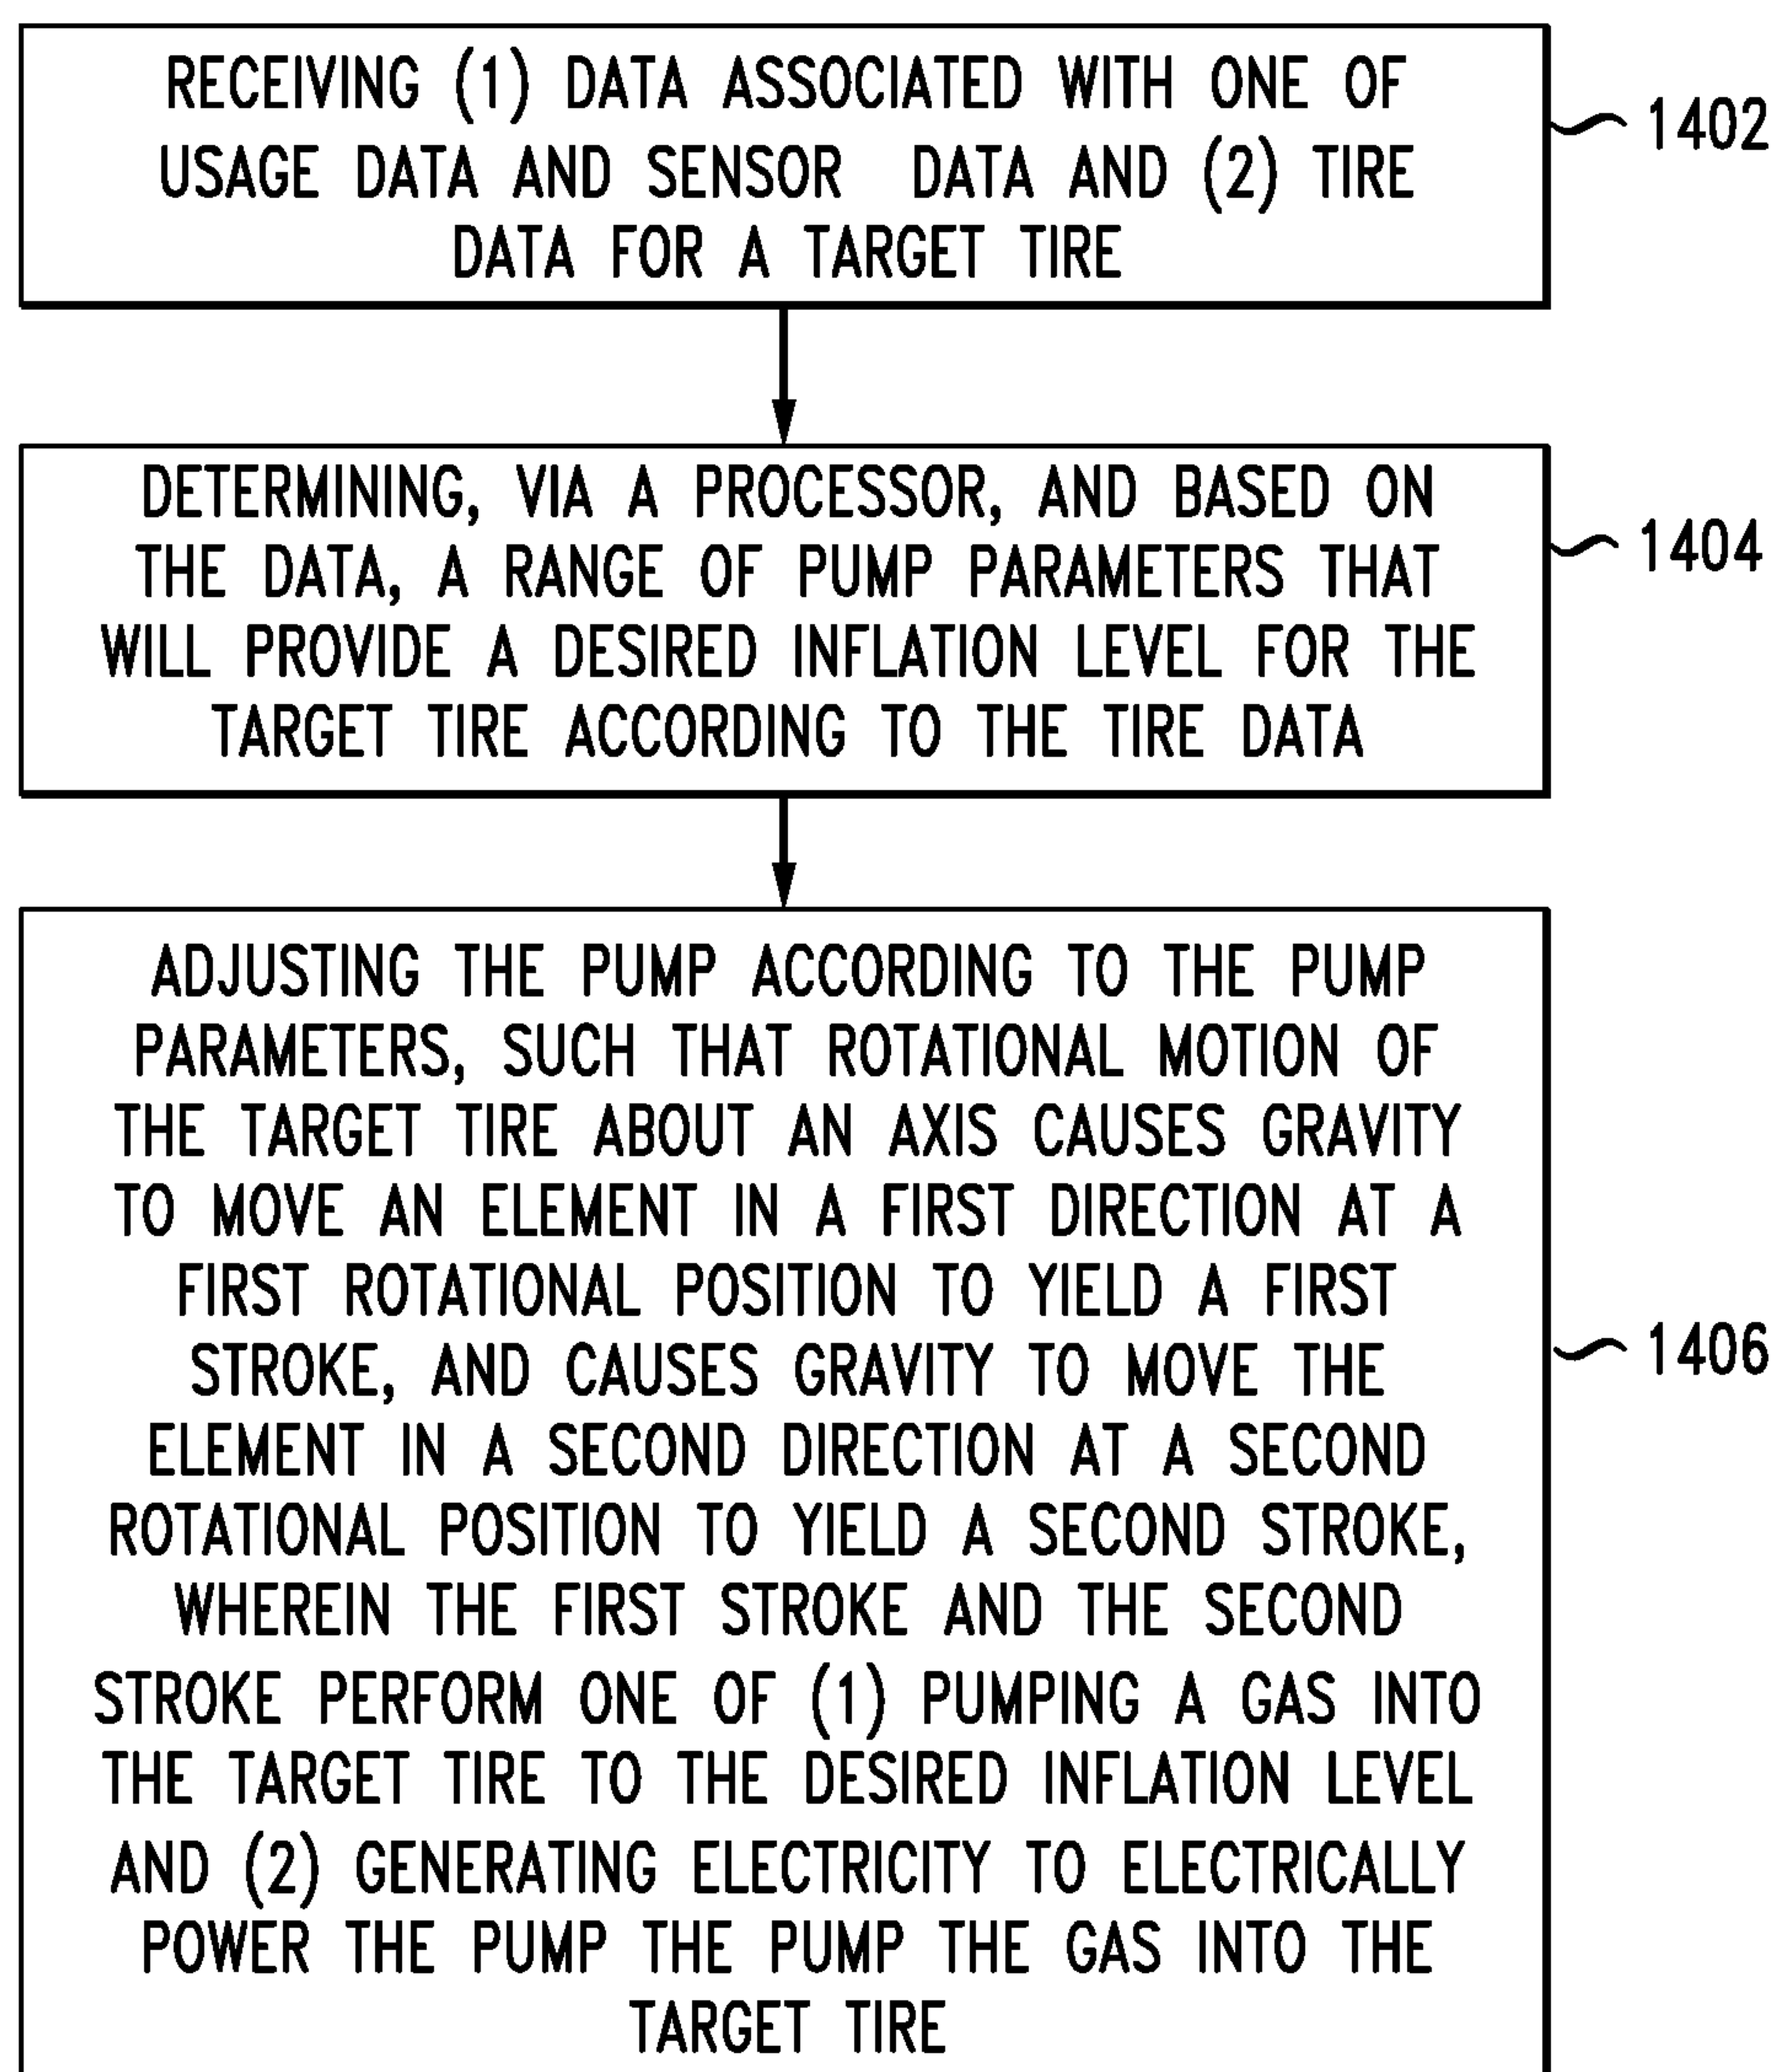 RECEIVING (1) DATA ASSOCIATED WITH ONE OF
USAGE DATA AND SENSOR DATA AND (2) TIRE
DATA FOR A TARGET TIRE
1402
DETERMINING, VIA A PROCESSOR, AND BASED ON
THE DATA, A RANGE OF PUMP PARAMETERS THAT
WILL PROVIDE A DESIRED INFLATION LEVEL FOR THE
TARGET TIRE ACCORDING TO THE TIRE DATA
1404
ADJUSTING THE PUMP ACCORDING TO THE PUMP
PARAMETERS, SUCH THAT ROTATIONAL MOTION OF
THE TARGET TIRE ABOUT AN AXIS CAUSES GRAVITY
TO MOVE AN ELEMENT IN A FIRST DIRECTION AT A
FIRST ROTATIONAL POSITION TO YIELD A FIRST
STROKE, AND CAUSES GRAVITY TO MOVE THE
ELEMENT IN A SECOND DIRECTION AT A SECOND
ROTATIONAL POSITION TO YIELD A SECOND STROKE,
WHEREIN THE FIRST STROKE AND THE SECOND
STROKE PERFORM ONE OF (1) PUMPING A GAS INTO
THE TARGET TIRE TO THE DESIRED INFLATION LEVEL
AND (2) GENERATING ELECTRICITY TO ELECTRICALLY
POWER THE PUMP THE PUMP THE GAS INTO THE
TARGET TIRE
1406